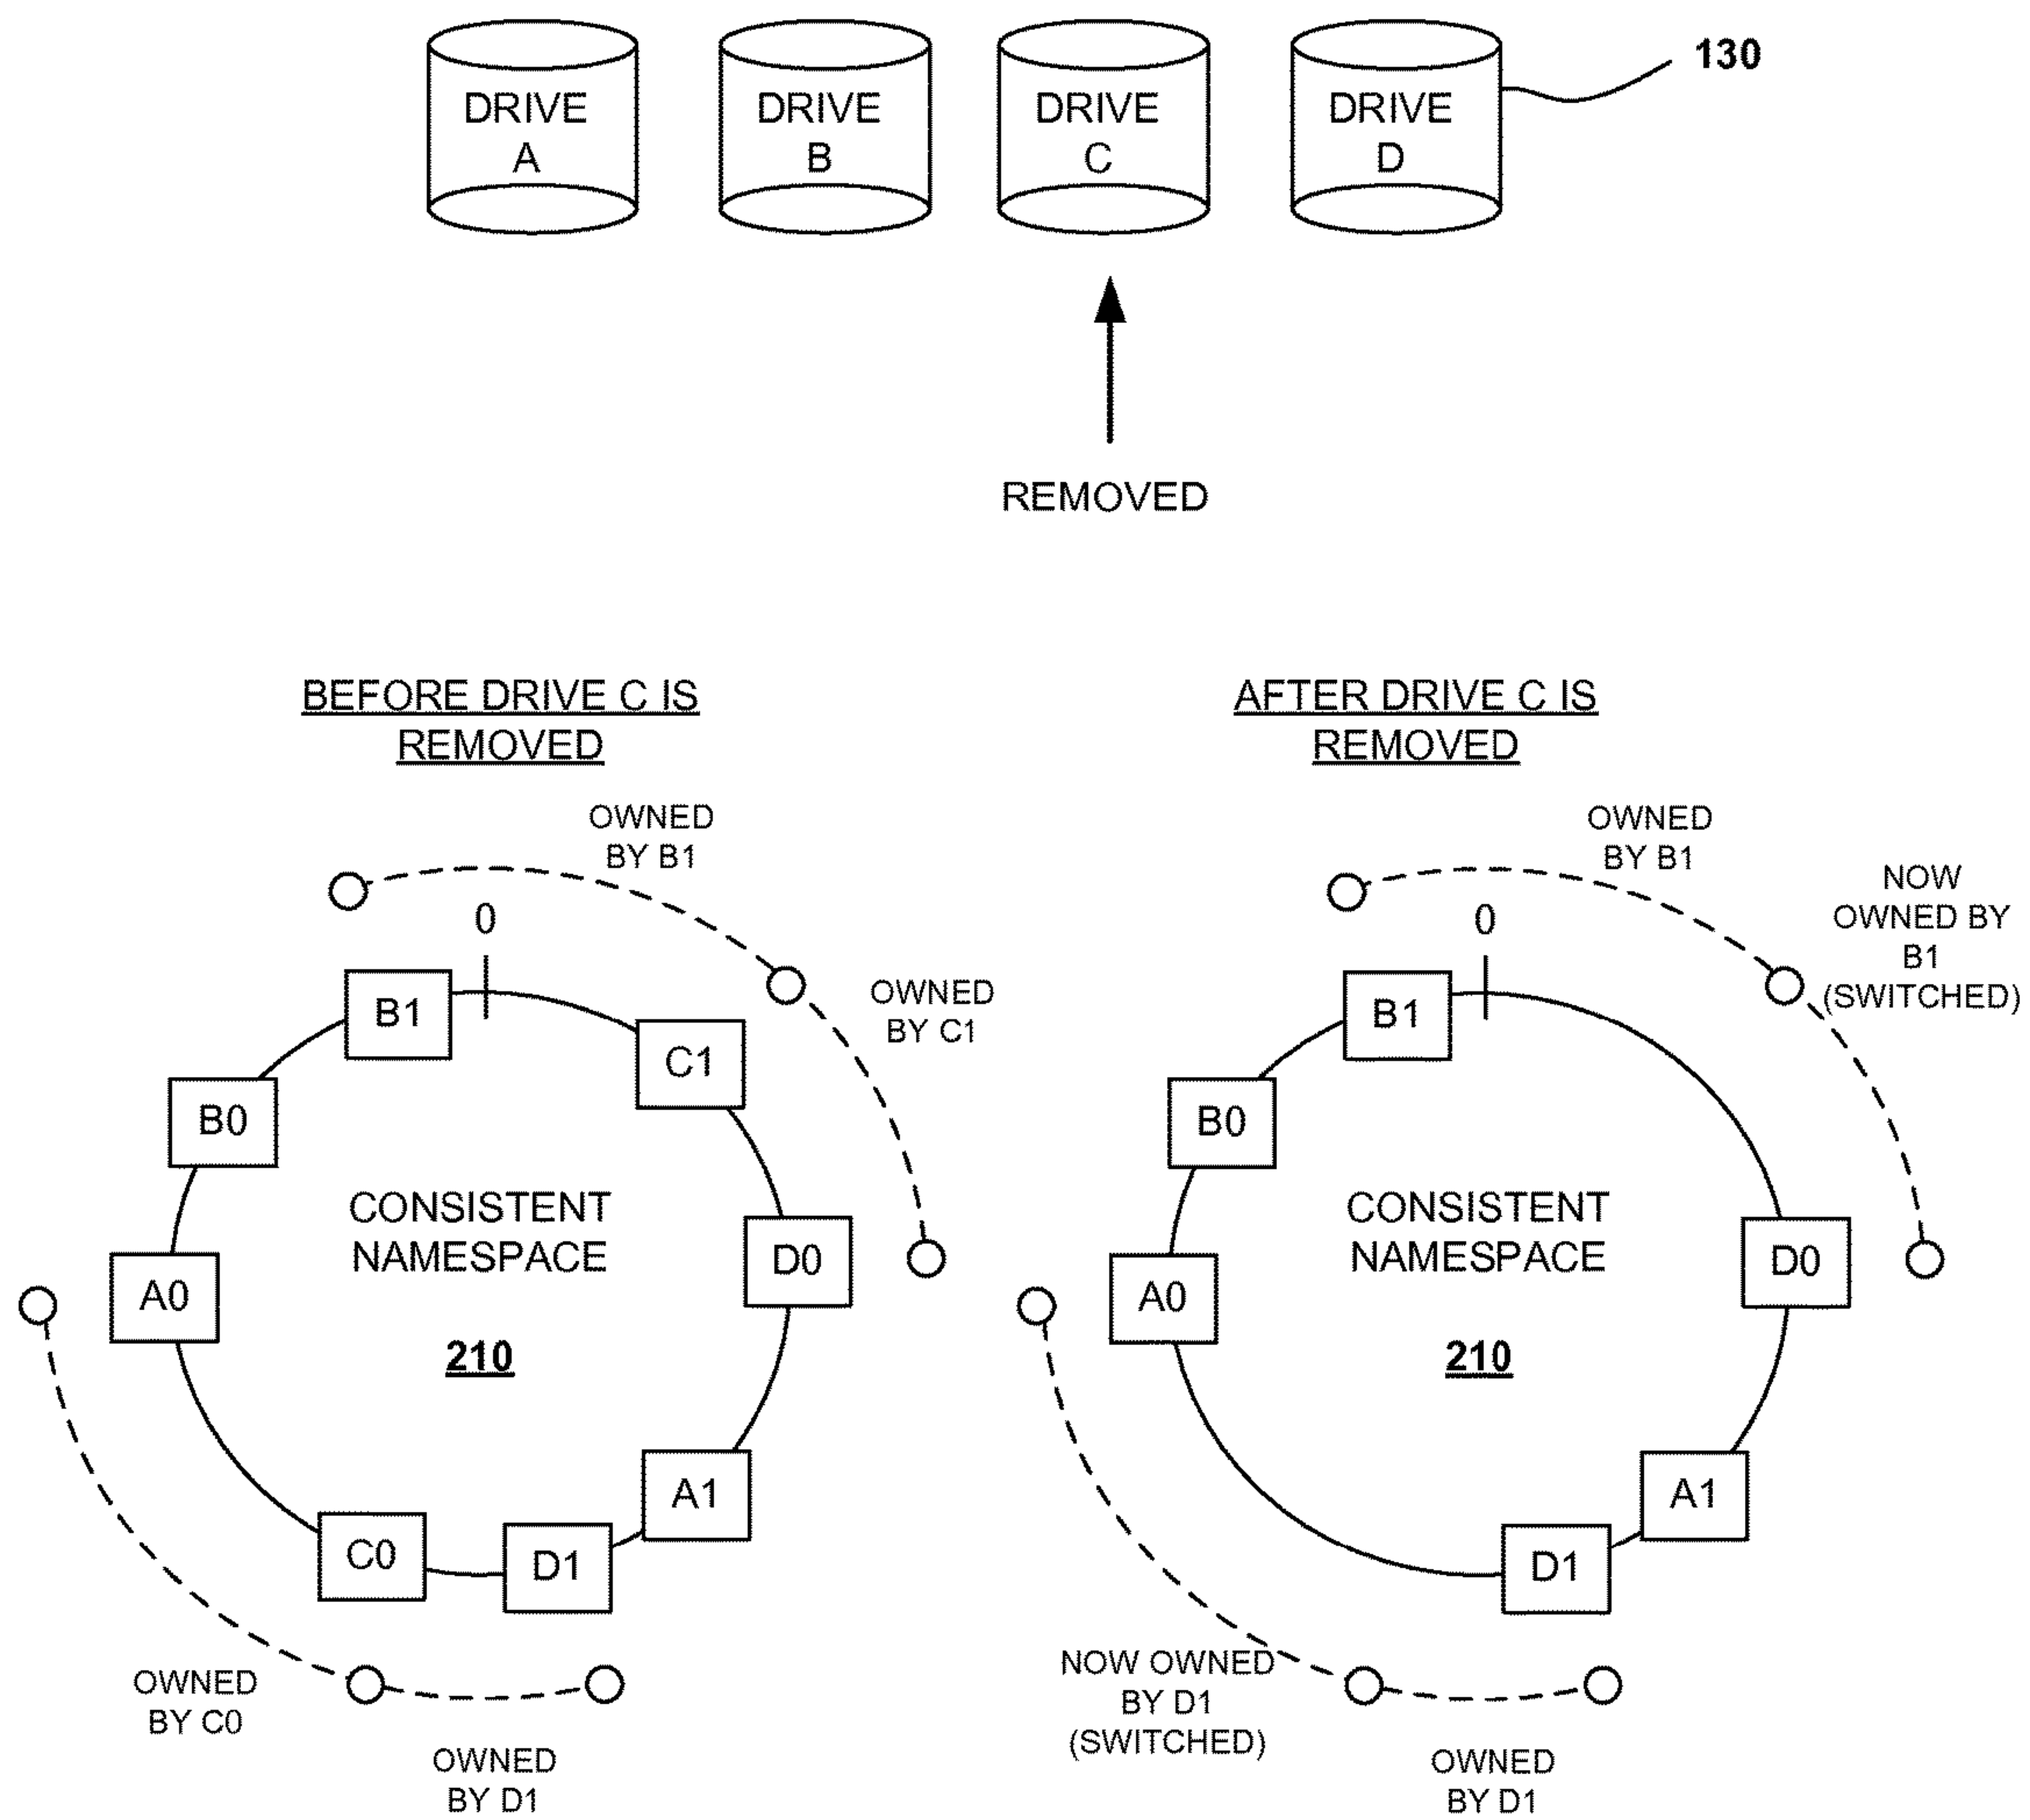 DRIVE
A
DRIVE
B
DRIVE
C
DRIVE
D
130
REMOVED
BEFORE DRIVE C IS
REMOVED
OWNED
BY B1
0
OWNED
BY C1
B1
C1
B0
D0
A0
CONSISTENT
NAMESPACE
210
A1
C0
D1
OWNED
BY C0
OWNED
BY D1
AFTER DRIVE C IS
REMOVED
OWNED
BY B1
0
NOW
OWNED BY
B1
(SWITCHED)
B1
B0
D0
A0
CONSISTENT
NAMESPACE
210
A1
D1
NOW OWNED
BY D1
(SWITCHED)
OWNED
BY D1